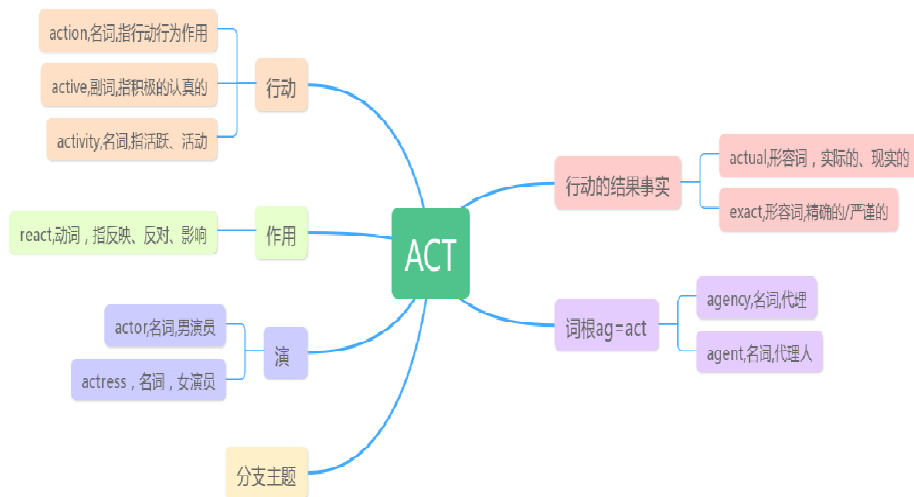 ACT
行动
action,名词,指行动行为作用
active,副词,指积极的认真的
activity,名词,指活跃、活动
作用
react,动词，指反映、反对、影响
演
actor,名词,男演员
actress，名词，女演员
分支主题
行动的结果事实
actual,形容词，实际的、现实的
exact,形容词,精确的/严谨的
词根ag=act
agency,名词,代理
agent,名词,代理人